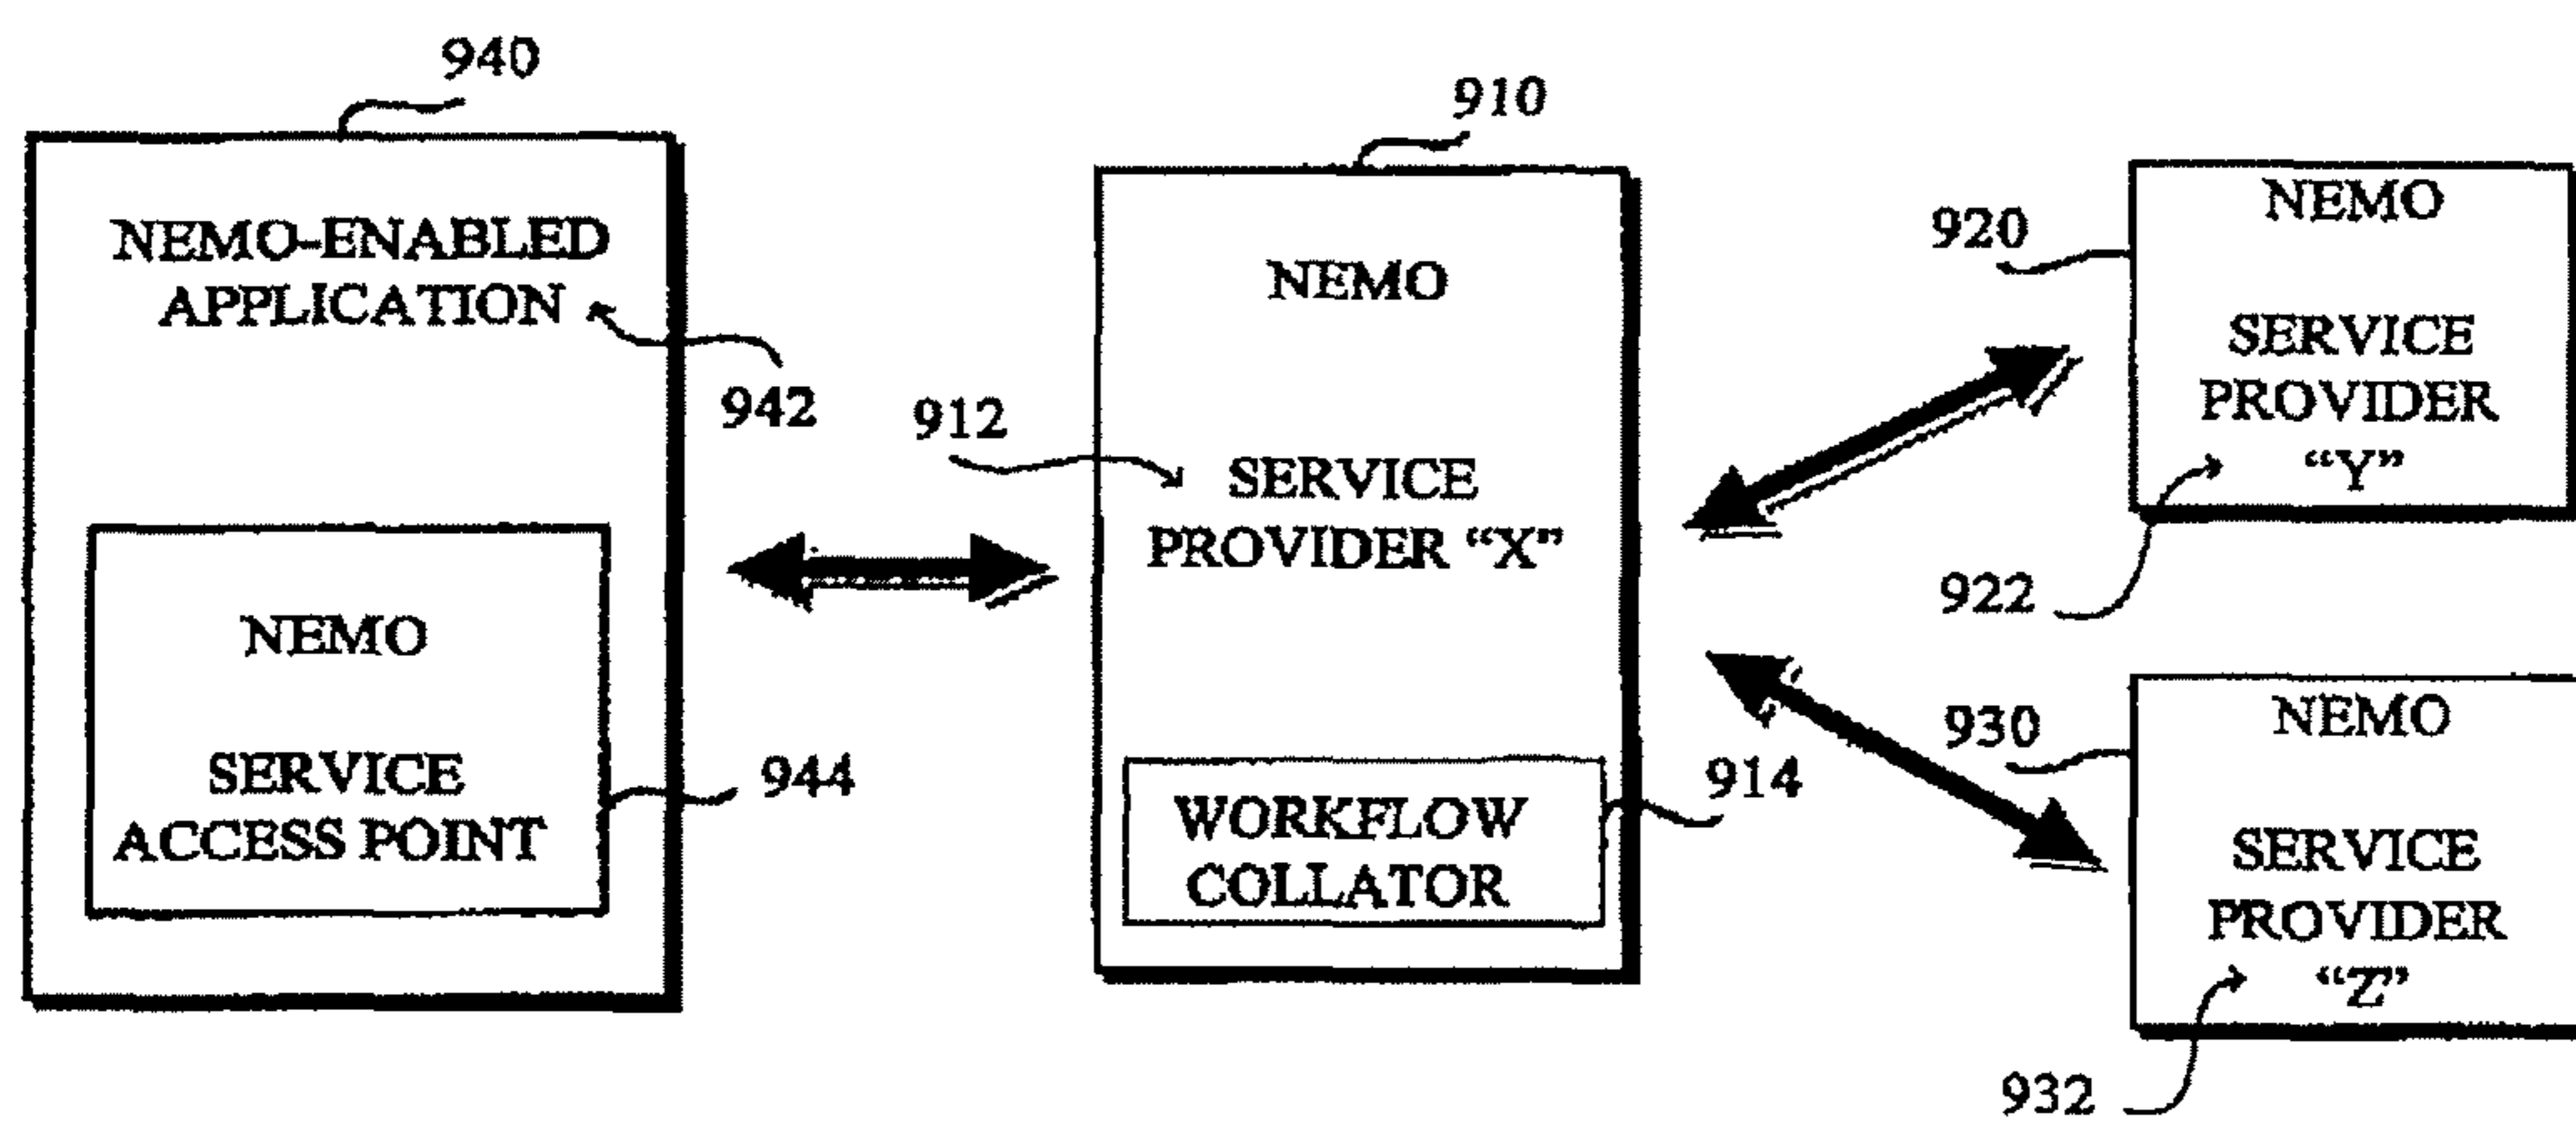 940
NEMO-ENABLED
APPLICATION
942
NEMO
SERVICE
ACCESS POINT
944
910
NEMO
912
SERVICE
PROVIDER “X”
WORKFLOW
COLLATOR
914
920
NEMO
SERVICE
PROVIDER
“Y”
922
930
NEMO
SERVICE
PROVIDER
“Z”
932